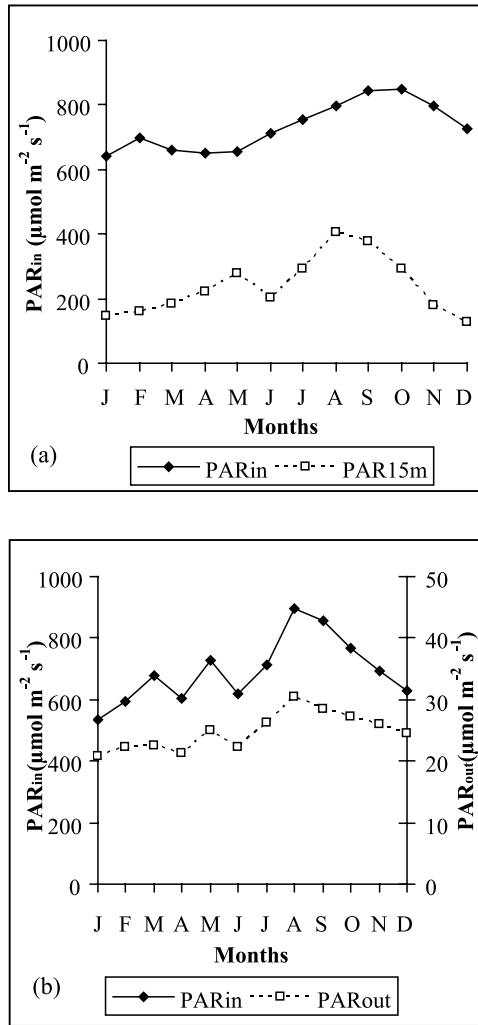 1000
800
600
400
200
0
PARin (µmol m-2 s-1)
J F M A M J J A S O N D
Months
(a)
PARin PAR15m
1000
800
600
400
200
0
PARin(µmol m-2 s-1)
50
40
30
20
10
0
PARout(µmol m-2 s-1)
J F M A M J J A S O N D
Months
(b)
PARin PARout